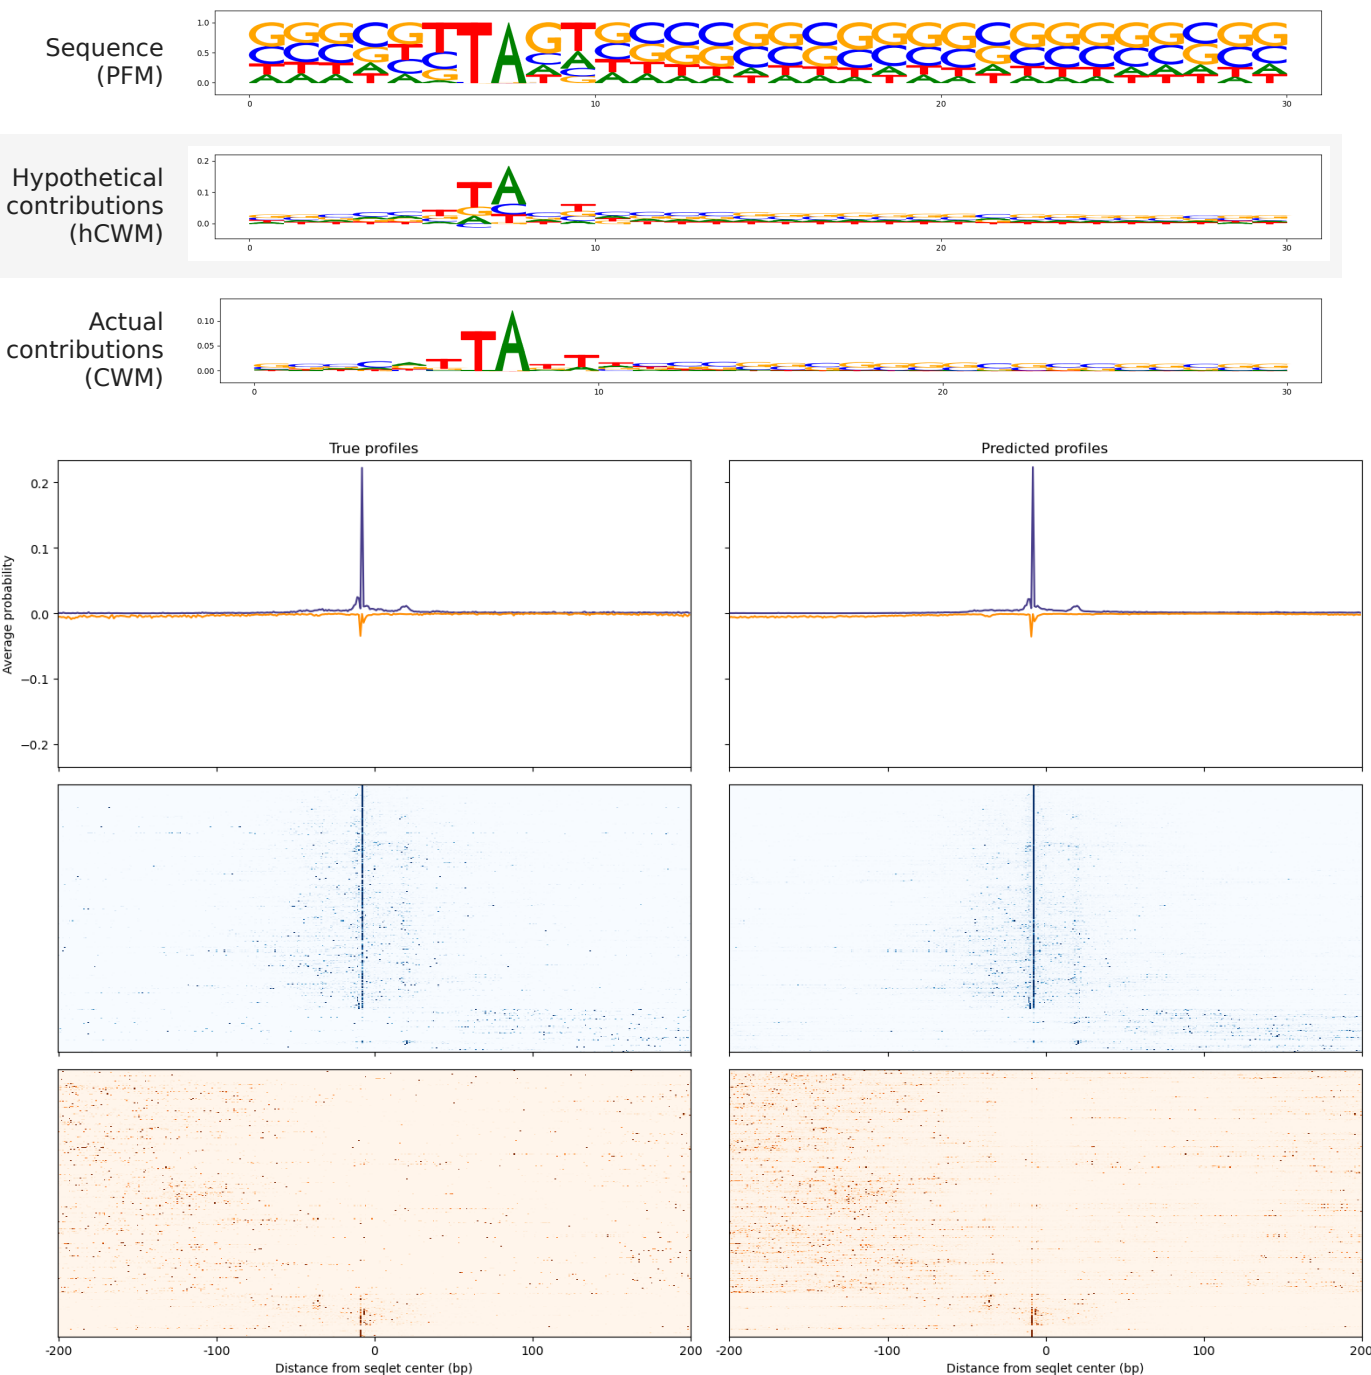 Sequence
(PFM)
1.0
0.5
0.0
0 10 20 30
Hypothetical
contributions
(hCWM)
0.2
0.1
0.0
0 10 20 30
Actual
contributions
(CWM)
0.10
0.05
0.00
0 10 20 30
True profiles Predicted profiles
Average probability
0.2
0.1
0.0
−0.1
−0.2
-200 -100 0 100 200 -200 -100 0 100 200
Distance from seqlet center (bp) Distance from seqlet center (bp)